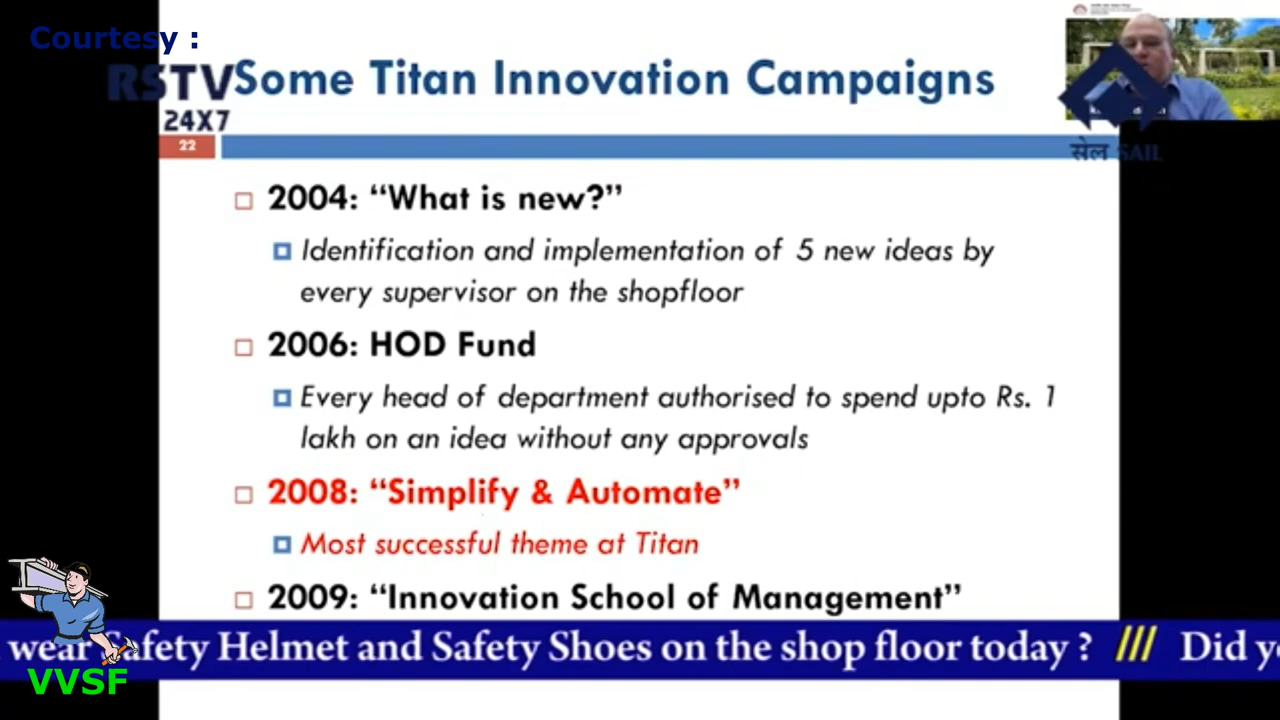 Courtesy :
RSTV
24X7
Some Titan Innovation Campaigns
22
सेल SAIL
2004: “What is new?”
Identification and implementation of 5 new ideas by
every supervisor on the shopfloor
2006: HOD Fund
Every head of department authorised to spend upto Rs. 1
lakh on an idea without any approvals
2008: “Simplify & Automate”
Most successful theme at Titan
2009: “Innovation School of Management”
wear Safety Helmet and Safety Shoes on the shop floor today ? /// Did yo
VVSF